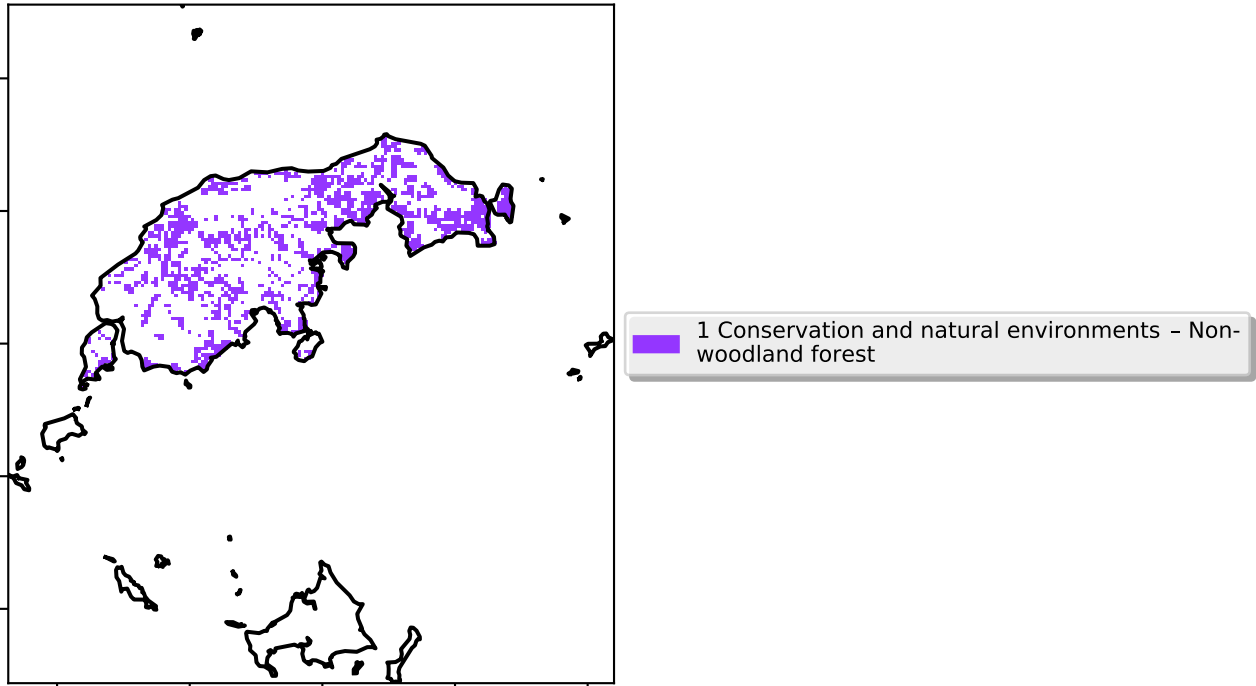 1 Conservation and natural environments – Non-
woodland forest